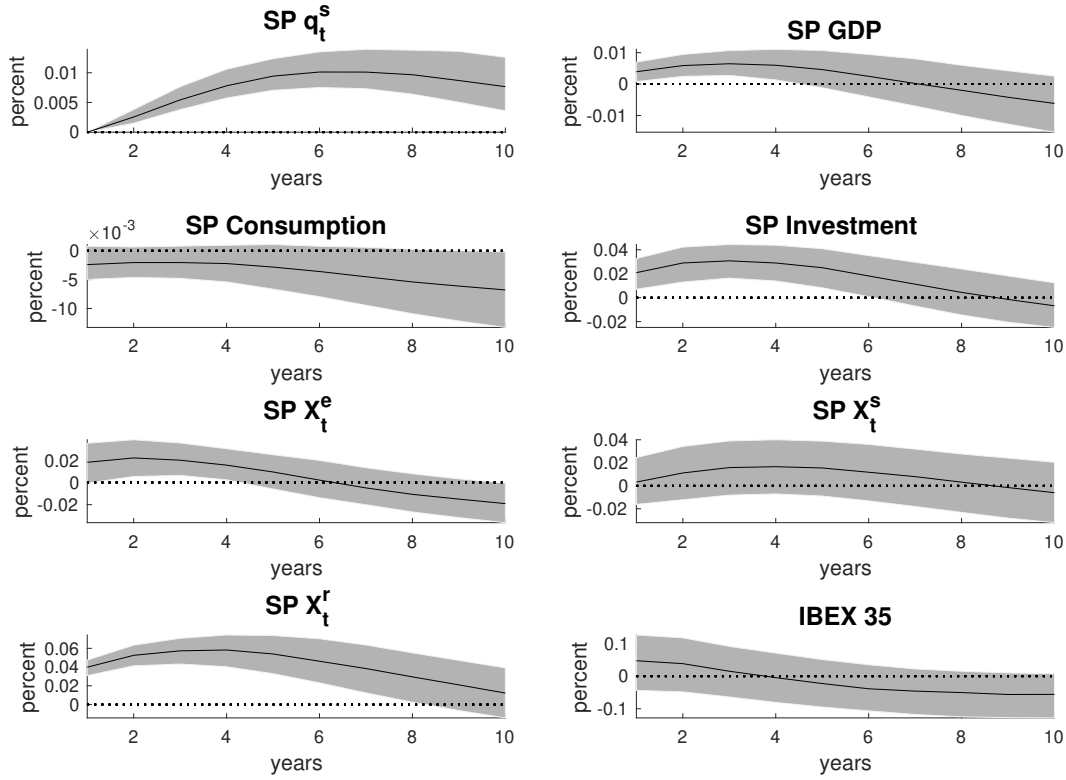 SP q_t^s
percent
0.01
0.005
0
2 4 6 8 10
years
SP GDP
percent
0.01
0
-0.01
2 4 6 8 10
years
SP Consumption
×10^-3
percent
0
-5
-10
2 4 6 8 10
years
SP Investment
percent
0.04
0.02
0
-0.02
2 4 6 8 10
years
SP X_t^e
percent
0.02
0
-0.02
2 4 6 8 10
years
SP X_t^s
percent
0.04
0.02
0
-0.02
2 4 6 8 10
years
SP X_t^r
percent
0.06
0.04
0.02
0
2 4 6 8 10
years
IBEX 35
percent
0.1
0
-0.1
2 4 6 8 10
years